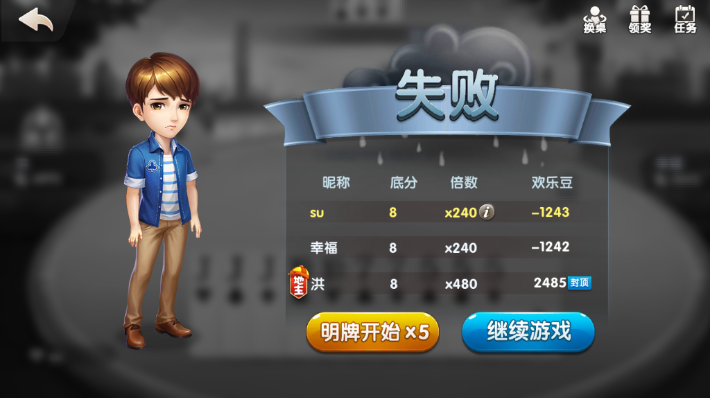 换桌 领奖 任务
失败
昵称 底分 倍数 欢乐豆
su 8 x240 i -1243
幸福 8 x240 -1242
地主 洪 8 x480 2485 封顶
明牌开始 x5 继续游戏